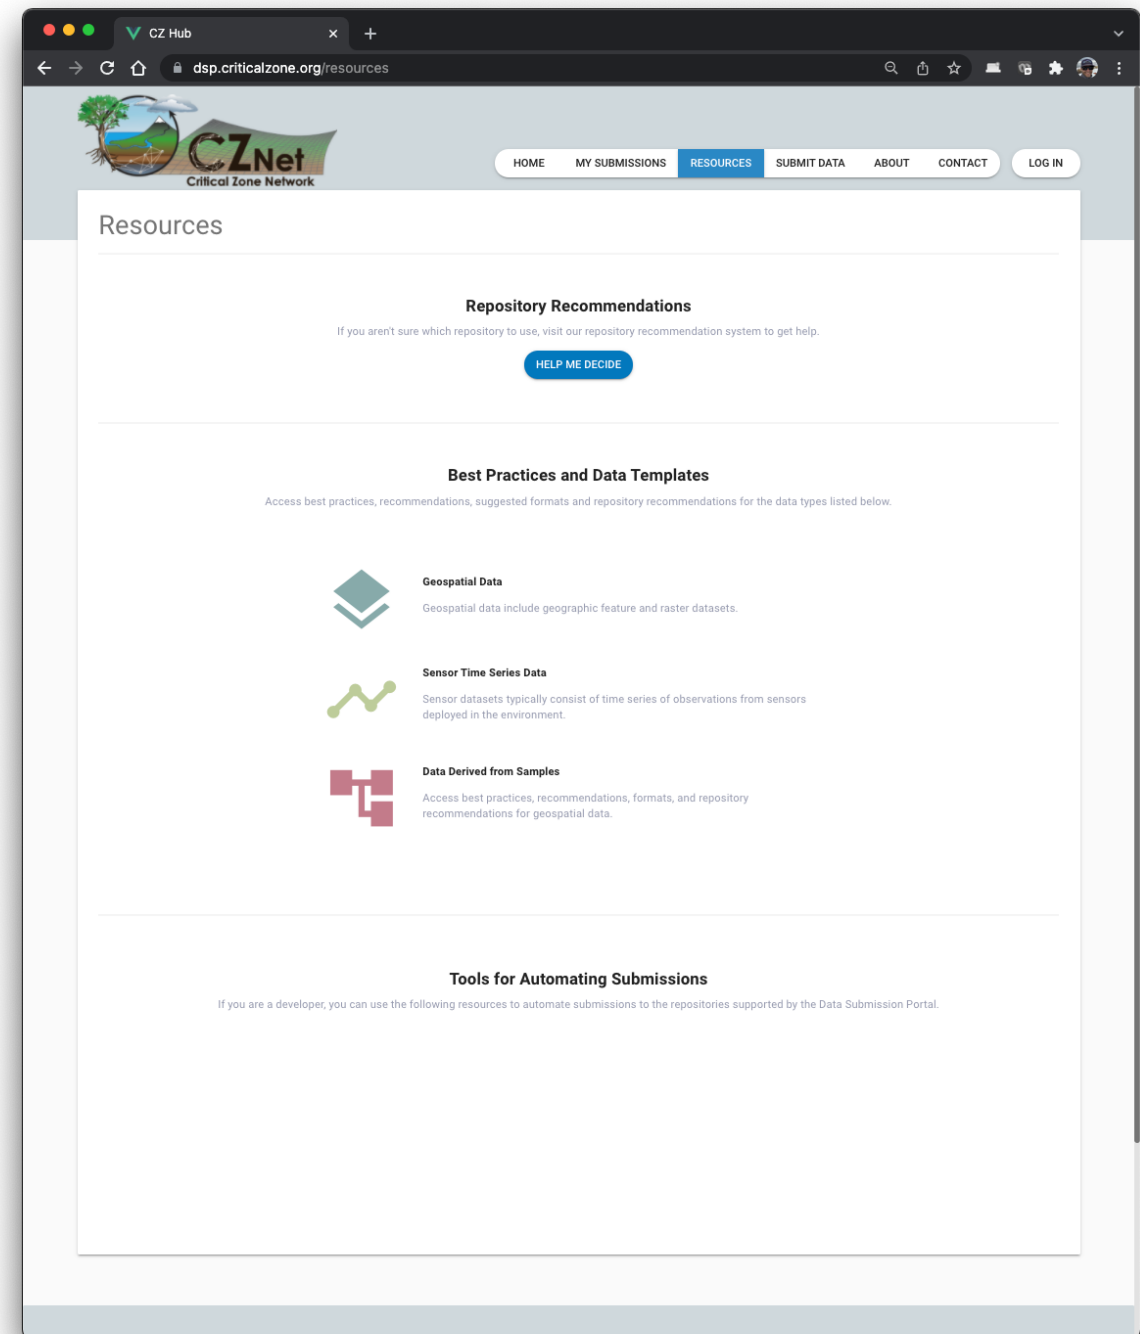 CZ Hub
dsp.criticalzone.org/resources
CZNet
Critical Zone Network
HOME MY SUBMISSIONS RESOURCES SUBMIT DATA ABOUT CONTACT LOG IN
Resources
Repository Recommendations
If you aren't sure which repository to use, visit our repository recommendation system to get help.
HELP ME DECIDE
Best Practices and Data Templates
Access best practices, recommendations, suggested formats and repository recommendations for the data types listed below.
Geospatial Data
Geospatial data include geographic feature and raster datasets.
Sensor Time Series Data
Sensor datasets typically consist of time series of observations from sensors
deployed in the environment.
Data Derived from Samples
Access best practices, recommendations, formats, and repository
recommendations for geospatial data.
Tools for Automating Submissions
If you are a developer, you can use the following resources to automate submissions to the repositories supported by the Data Submission Portal.